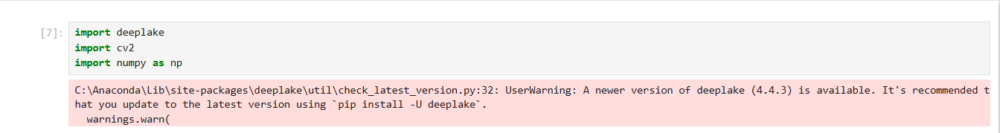 [7]: import deeplake
import cv2
import numpy as np
C:\Anaconda\Lib\site-packages\deeplake\util\check_latest_version.py:32: UserWarning: A newer version of deeplake (4.4.3) is available. It's recommended t
hat you update to the latest version using `pip install -U deeplake`.
  warnings.warn(